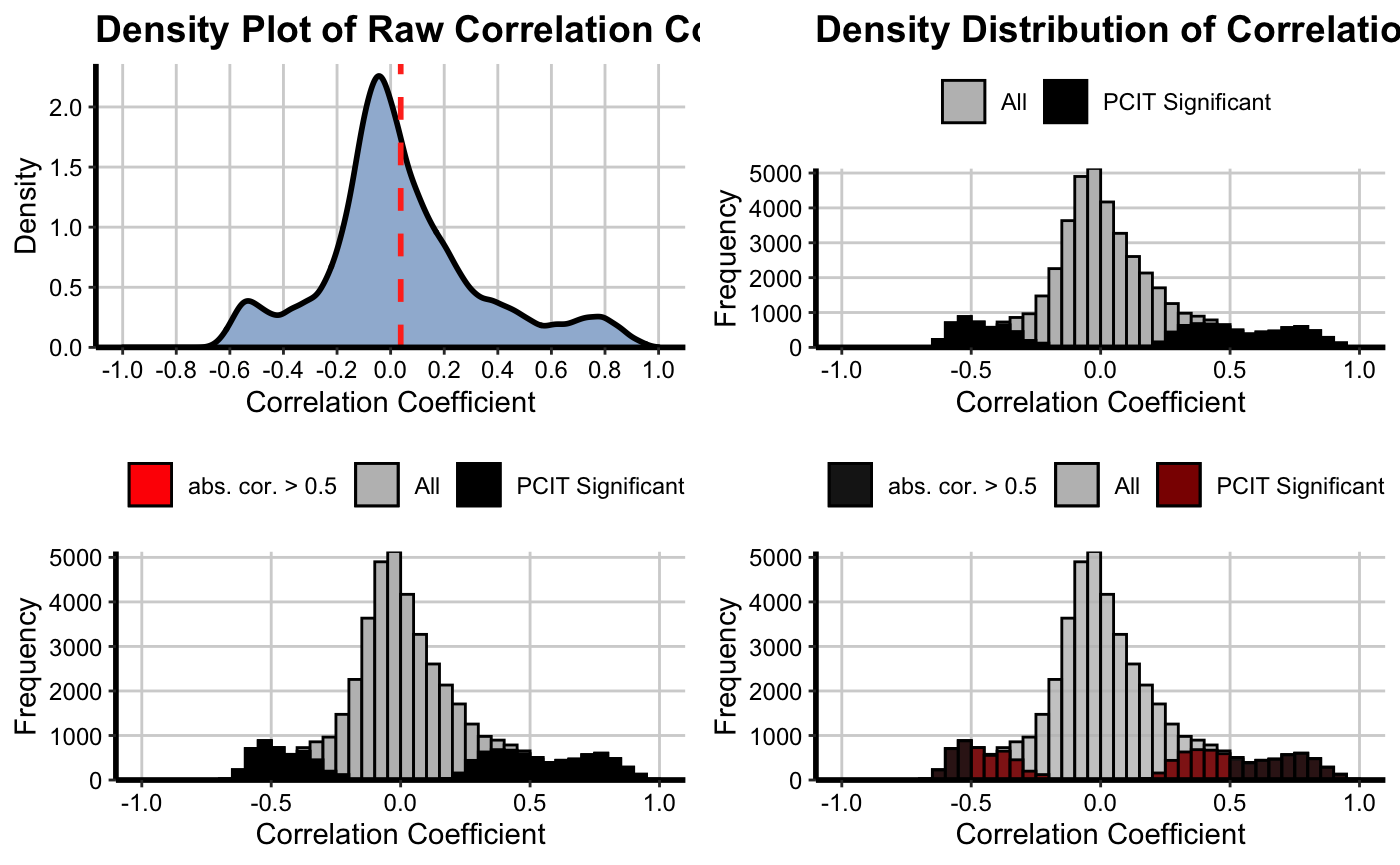 Density Plot of Raw Correlation Co
Density
2.0
1.5
1.0
0.5
0.0
-1.0 -0.8 -0.6 -0.4 -0.2 0.0 0.2 0.4 0.6 0.8 1.0
Correlation Coefficient
Density Distribution of Correlatio
All PCIT Significant
Frequency
5000
4000
3000
2000
1000
0
-1.0 -0.5 0.0 0.5 1.0
Correlation Coefficient
abs. cor. > 0.5 All PCIT Significant
Frequency
5000
4000
3000
2000
1000
0
-1.0 -0.5 0.0 0.5 1.0
Correlation Coefficient
abs. cor. > 0.5 All PCIT Significant
Frequency
5000
4000
3000
2000
1000
0
-1.0 -0.5 0.0 0.5 1.0
Correlation Coefficient